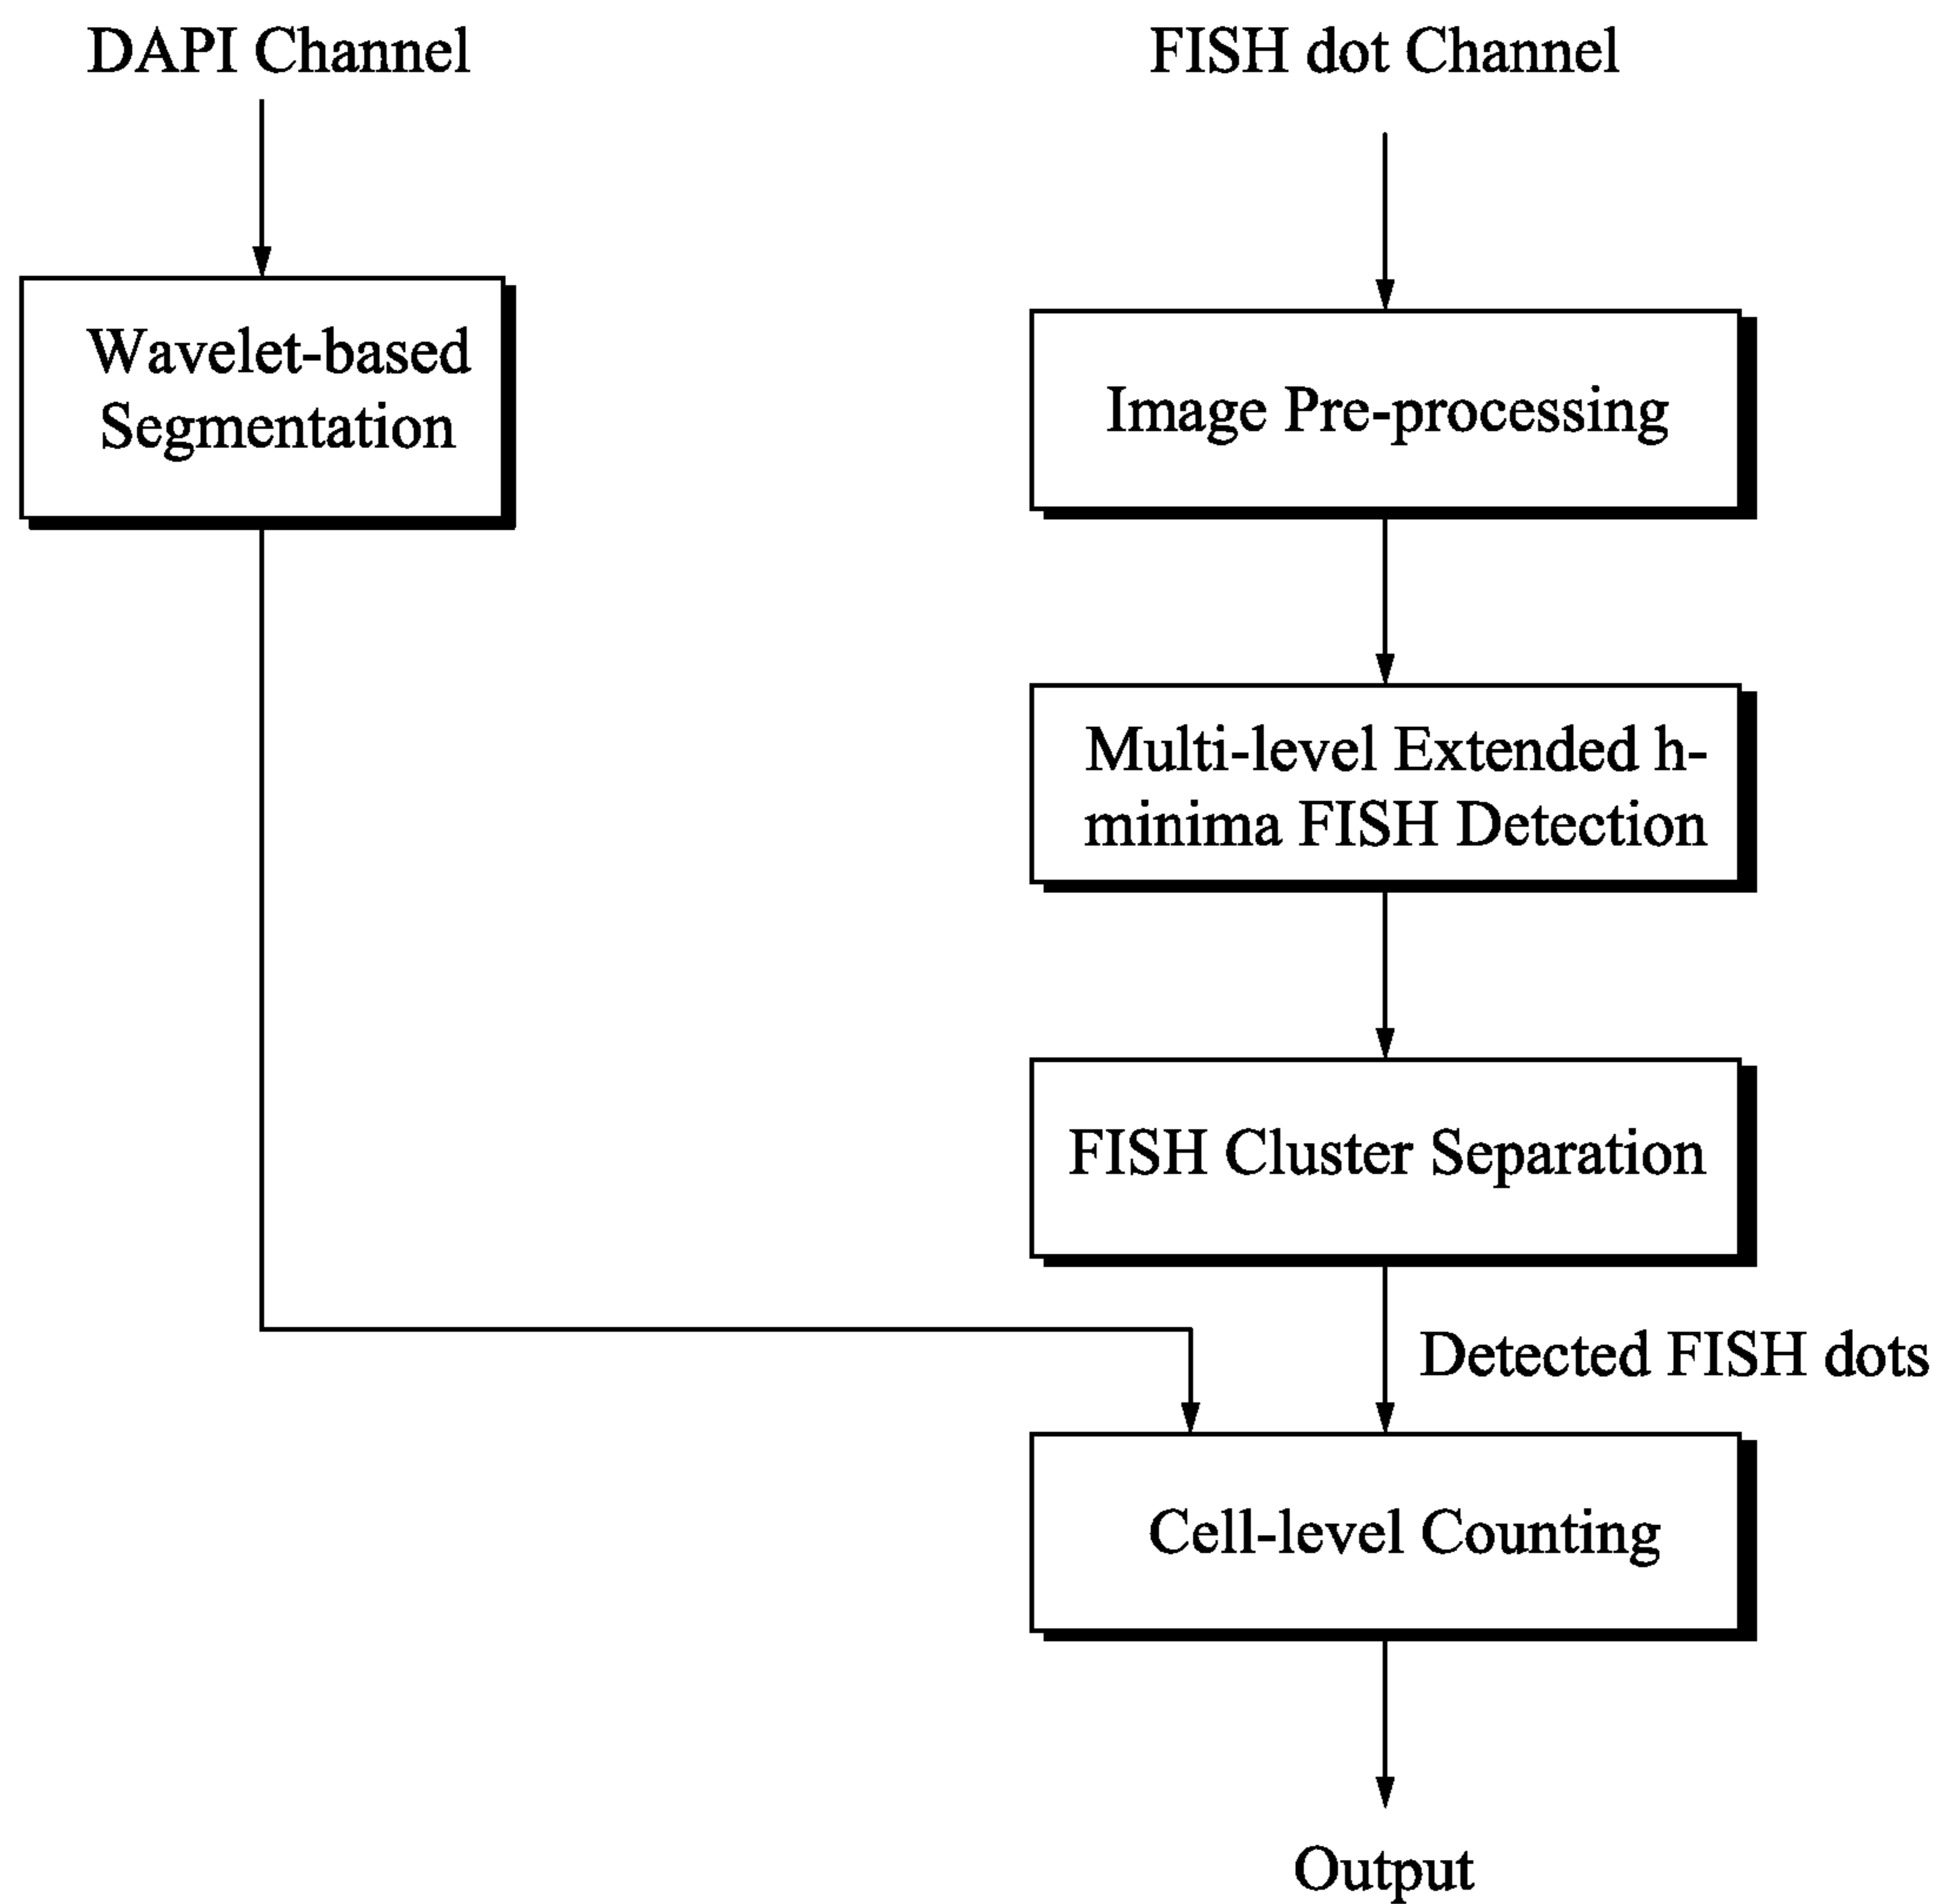 DAPI Channel
FISH dot Channel
Wavelet-based
Segmentation
Image Pre-processing
Multi-level Extended h-
minima FISH Detection
FISH Cluster Separation
Detected FISH dots
Cell-level Counting
Output